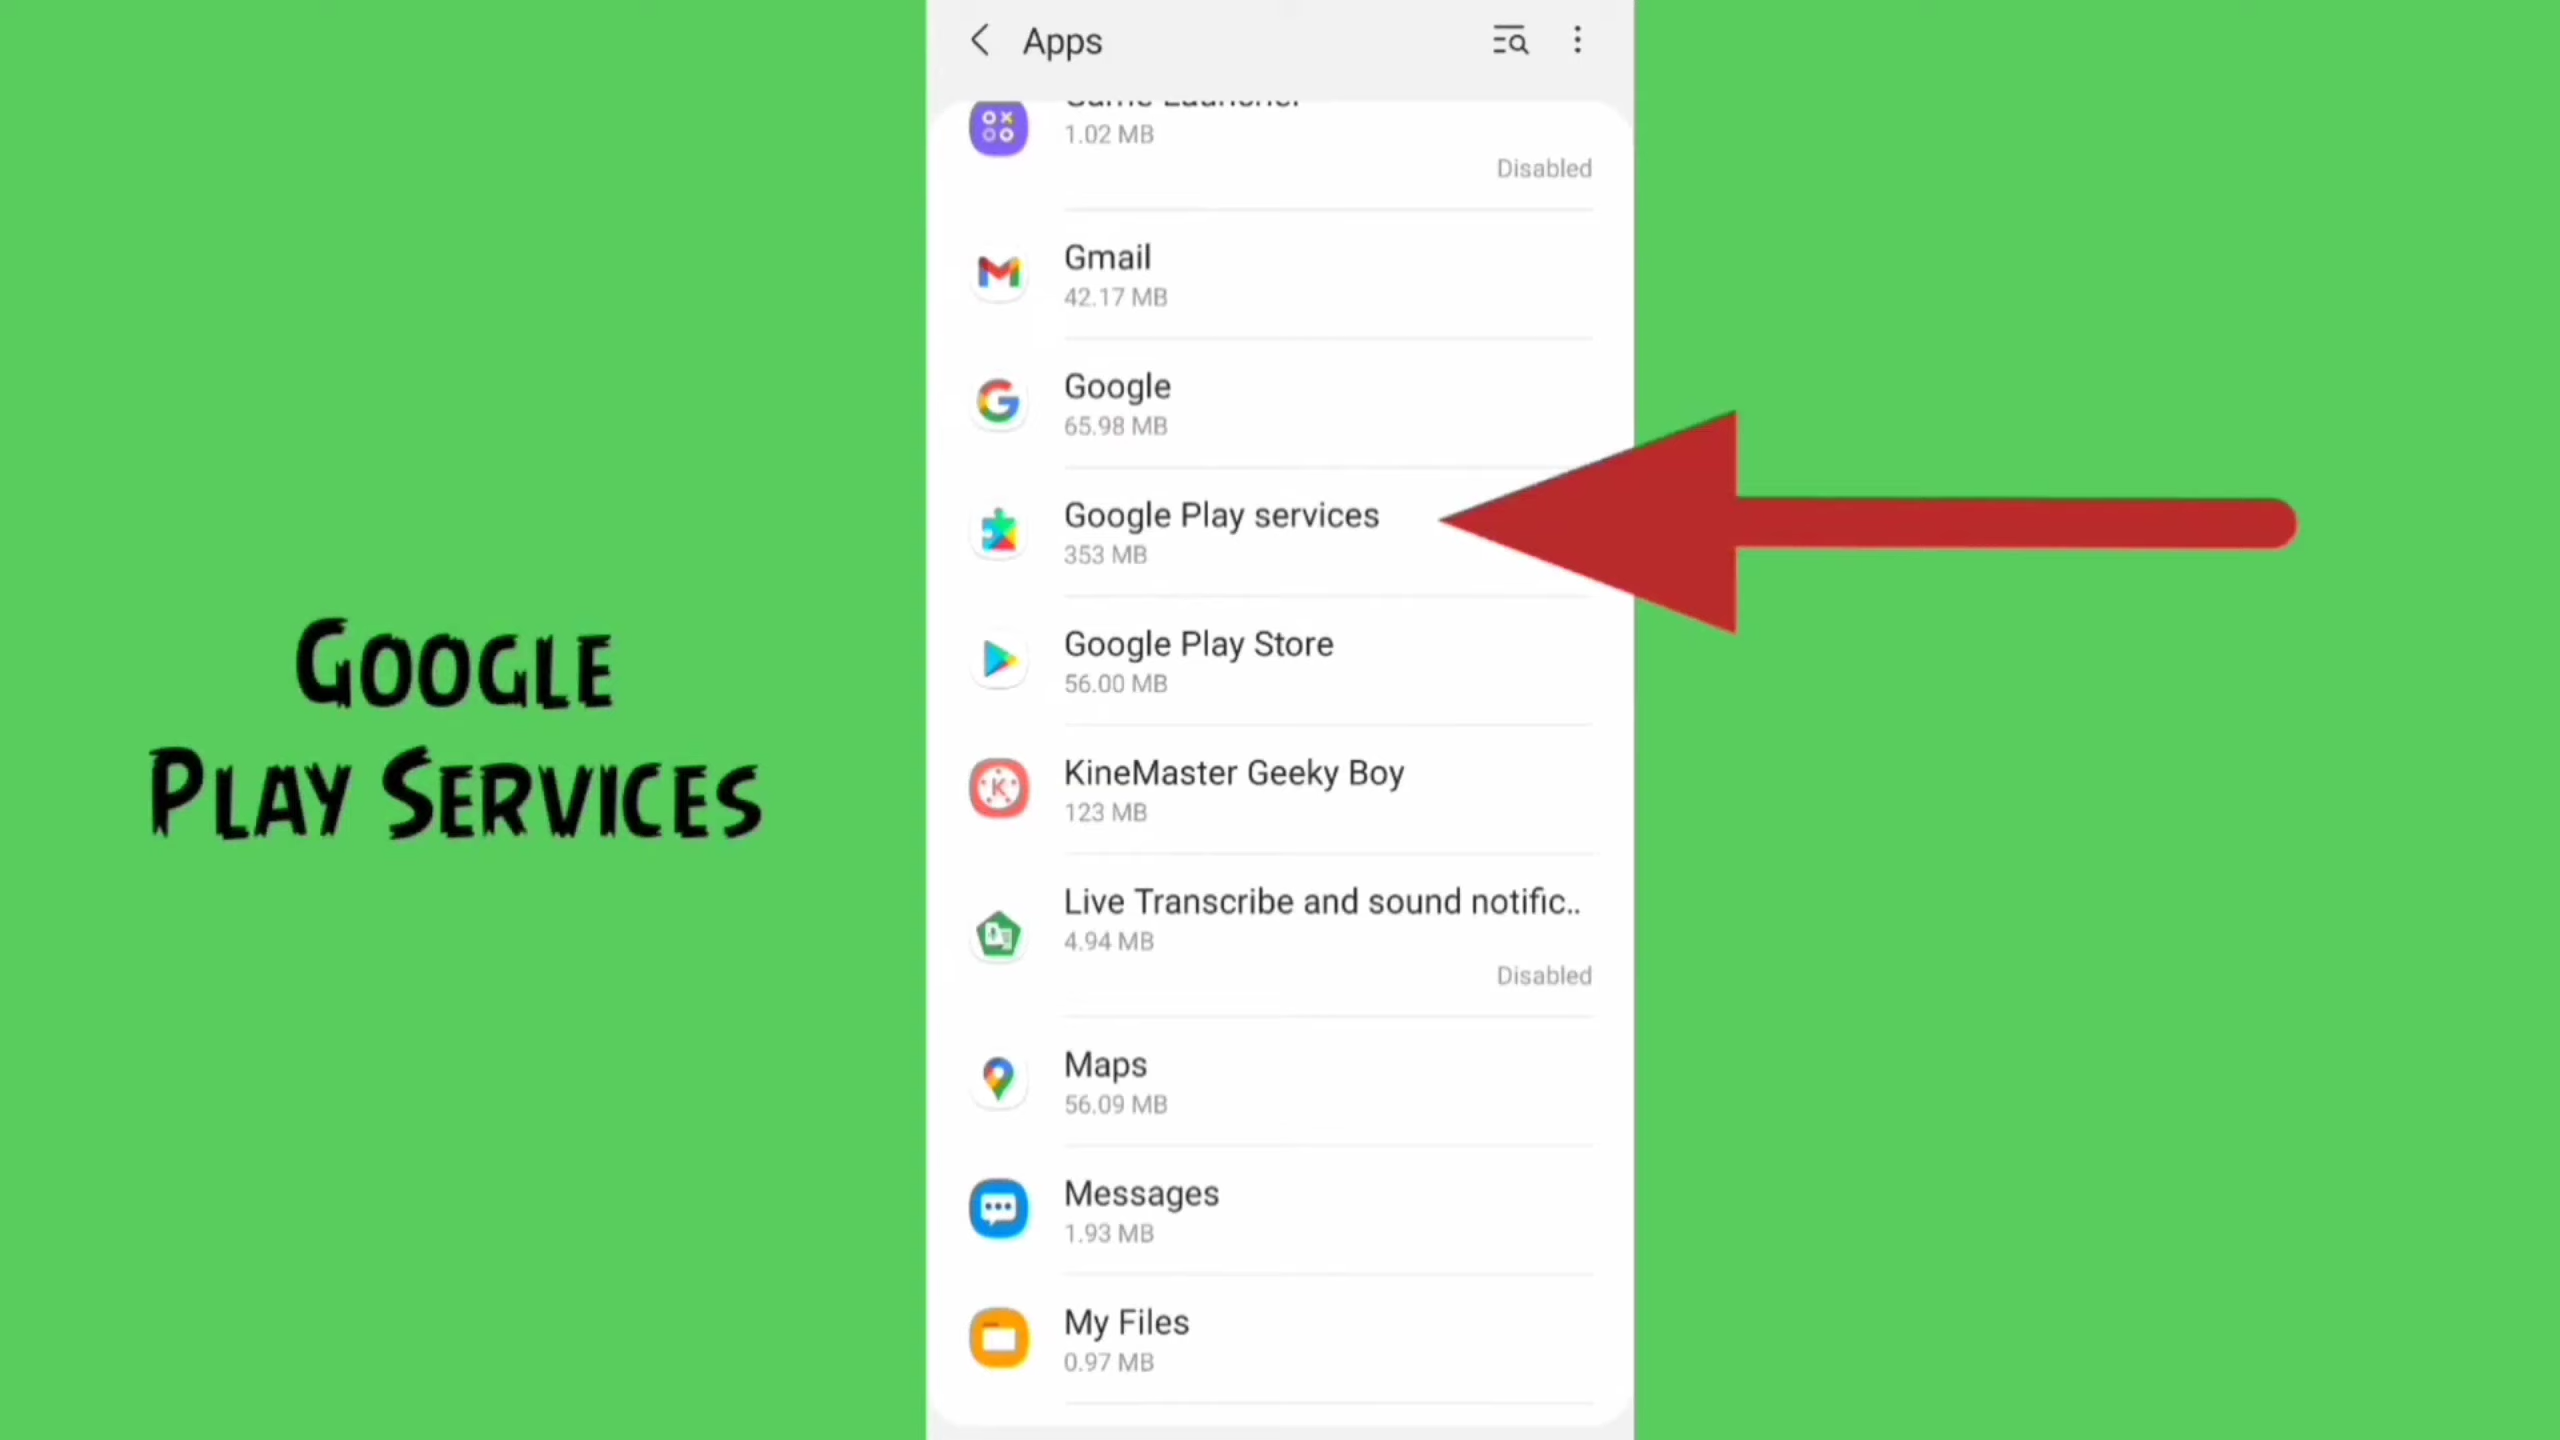 Apps
1.02 MB
Disabled
Gmail
42.17 MB
Google
65.98 MB
Google Play services
353 MB
Google Play Store
56.00 MB
KineMaster Geeky Boy
123 MB
Live Transcribe and sound notific..
4.94 MB
Disabled
Maps
56.09 MB
Messages
1.93 MB
My Files
0.97 MB
GOOGLE
PLAY SERVICES